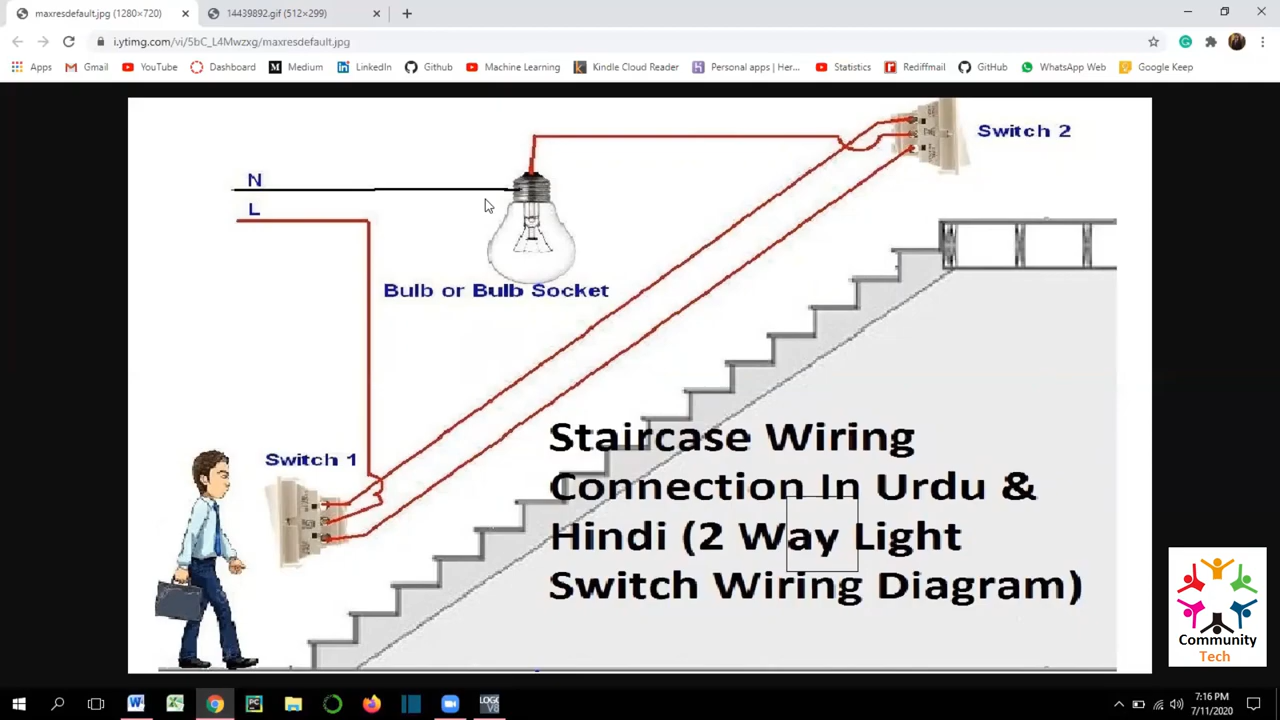 maxresdefault.jpg (1280×720)
14439892.gif (512×299)
i.ytimg.com/vi/5bC_L4Mwzxg/maxresdefault.jpg
Apps
Gmail
YouTube
Dashboard
Medium
LinkedIn
Github
Machine Learning
Kindle Cloud Reader
Personal apps | Her...
Statistics
Rediffmail
GitHub
WhatsApp Web
Google Keep
Switch 2
N
L
Bulb or Bulb Socket
Switch 1
Staircase Wiring
Connection In Urdu &
Hindi (2 Way Light
Switch Wiring Diagram)
Community
Tech
7:16 PM
7/11/2020